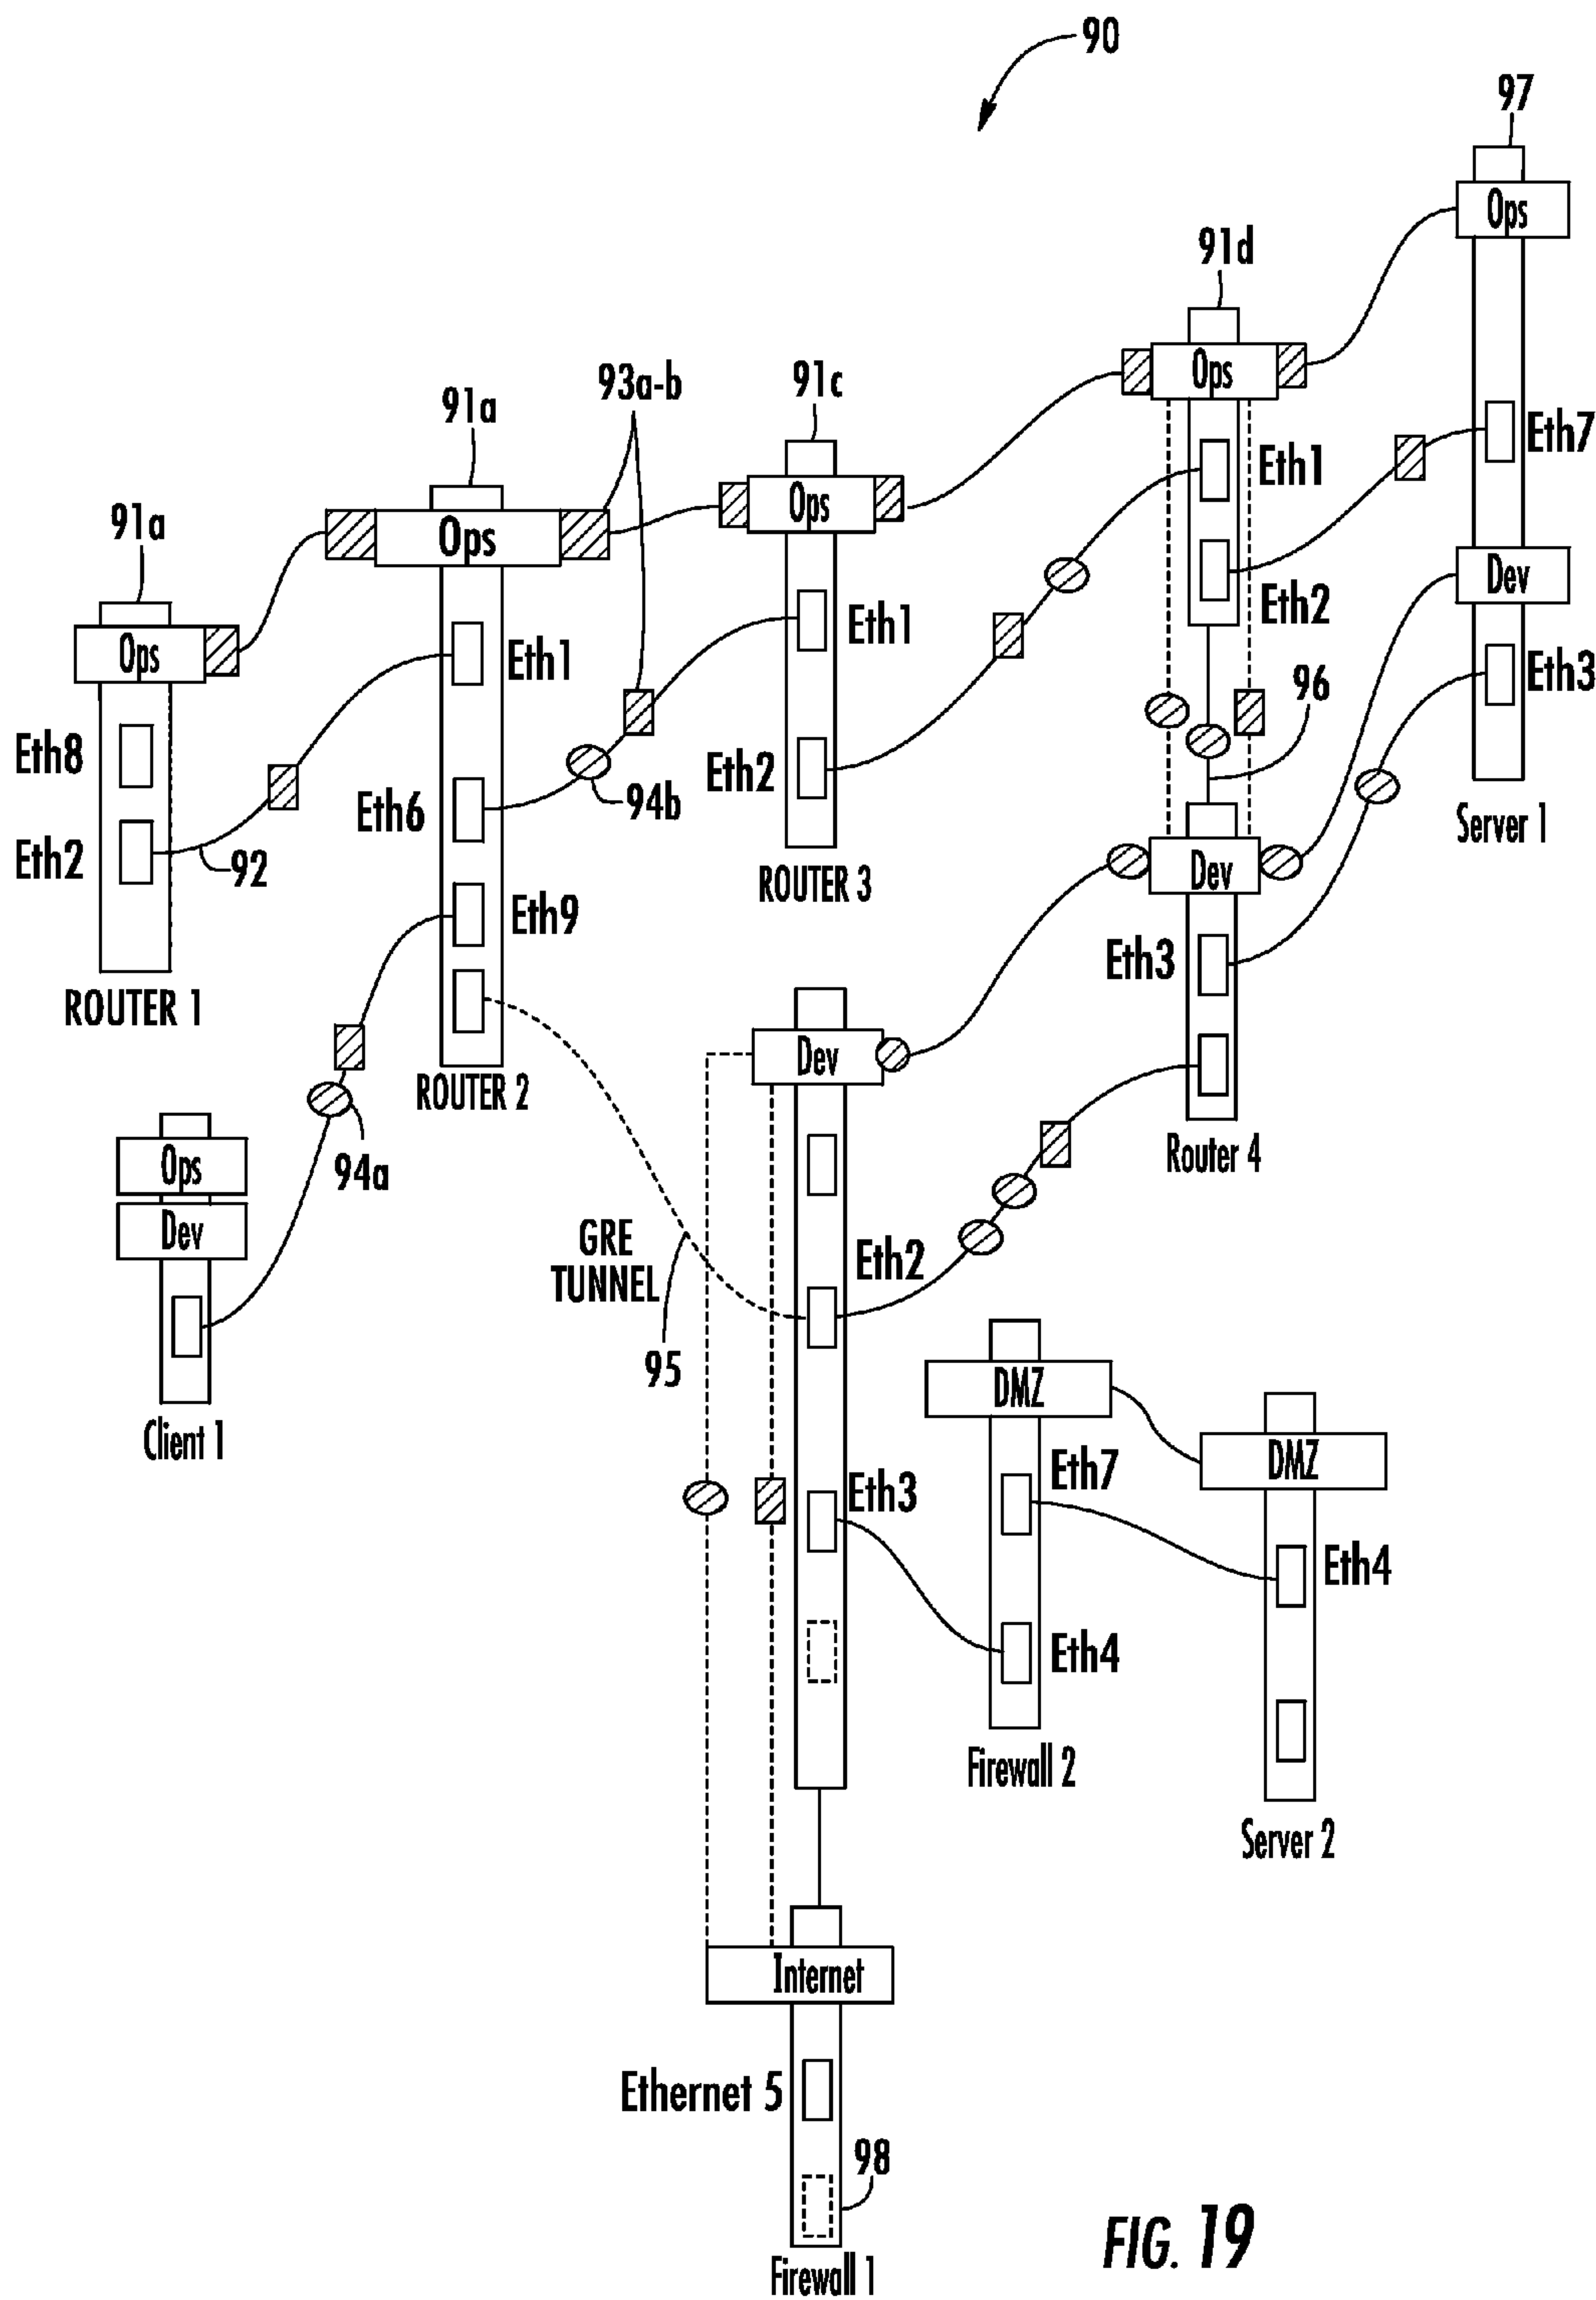 90
97
Ops
91d
Ops
93a-b
91c
91a
Eth7
Eth1
91a
Ops
Ops
Dev
Eth2
Ops
Eth1
Eth1
Eth3
96
Eth8
Eth2
Eth6
94b
Server 1
Eth2
92
ROUTER 3
Dev
Eth9
Eth3
ROUTER 1
Dev
ROUTER 2
Router 4
Ops
94a
Dev
GRE
TUNNEL
Eth2
95
DMZ
Client 1
DMZ
Eth7
Eth3
Eth4
Eth4
Firewall 2
Server 2
Internet
Ethernet 5
98
Firewall 1
FIG. 19